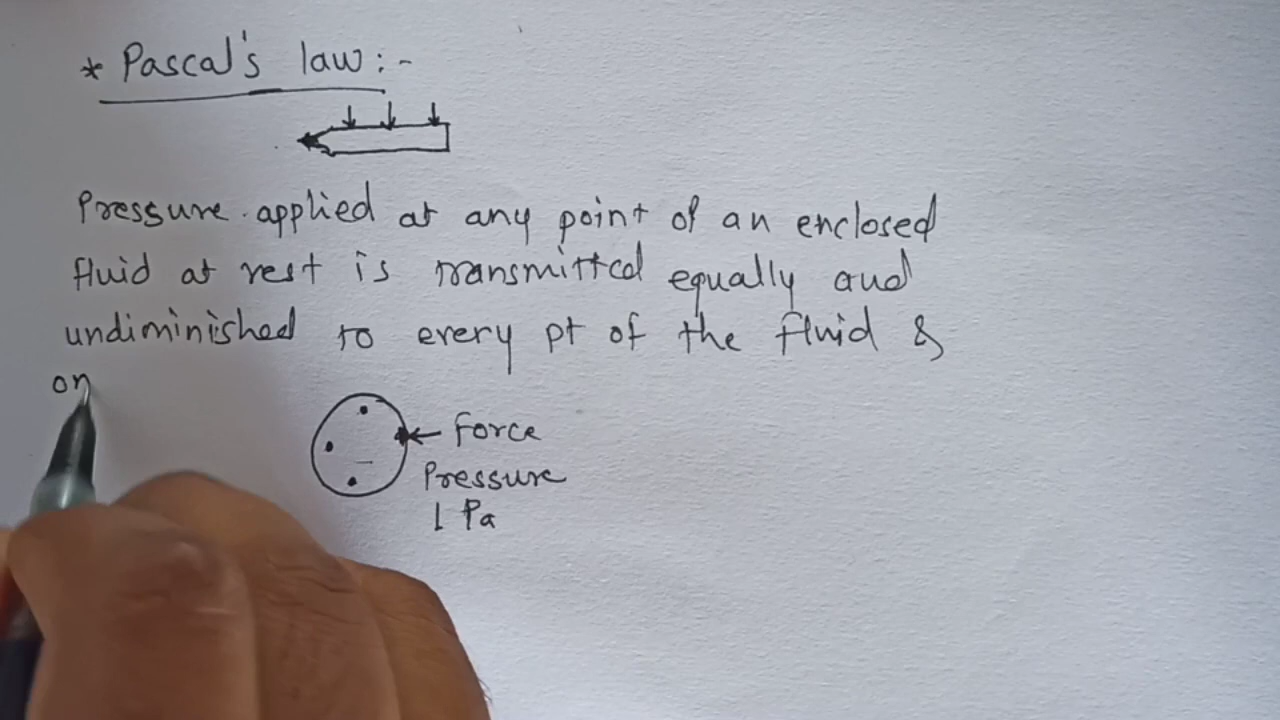 * Pascal's law:-
Pressure applied at any point of an enclosed
fluid at rest is transmitted equally and
undiminished to every pt of the fluid &
on
Force
Pressure
1 Pa